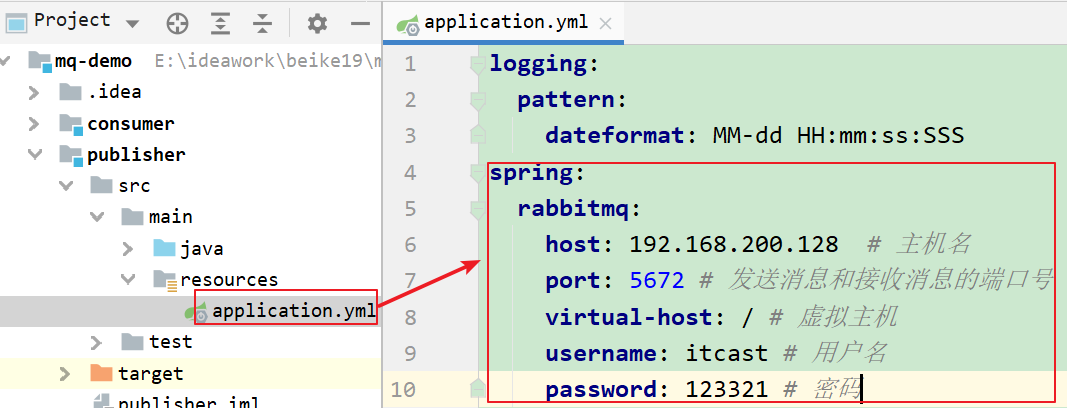 Project
mq-demo E:\ideawork\beike19\m
.idea
consumer
publisher
src
main
java
resources
application.yml
test
target
publisher.iml
application.yml
1 logging:
2 pattern:
3 dateformat: MM-dd HH:mm:ss:SSS
4 spring:
5 rabbitmq:
6 host: 192.168.200.128 # 主机名
7 port: 5672 # 发送消息和接收消息的端口号
8 virtual-host: / # 虚拟主机
9 username: itcast # 用户名
10 password: 123321 # 密码